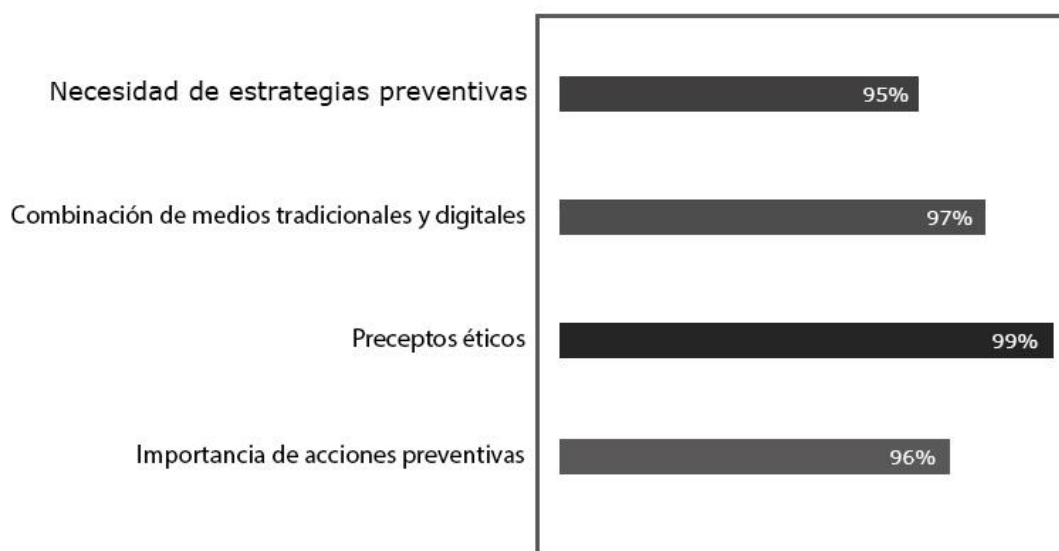 Necesidad de estrategias preventivas
95%
Combinación de medios tradicionales y digitales
97%
Preceptos éticos
99%
Importancia de acciones preventivas
96%